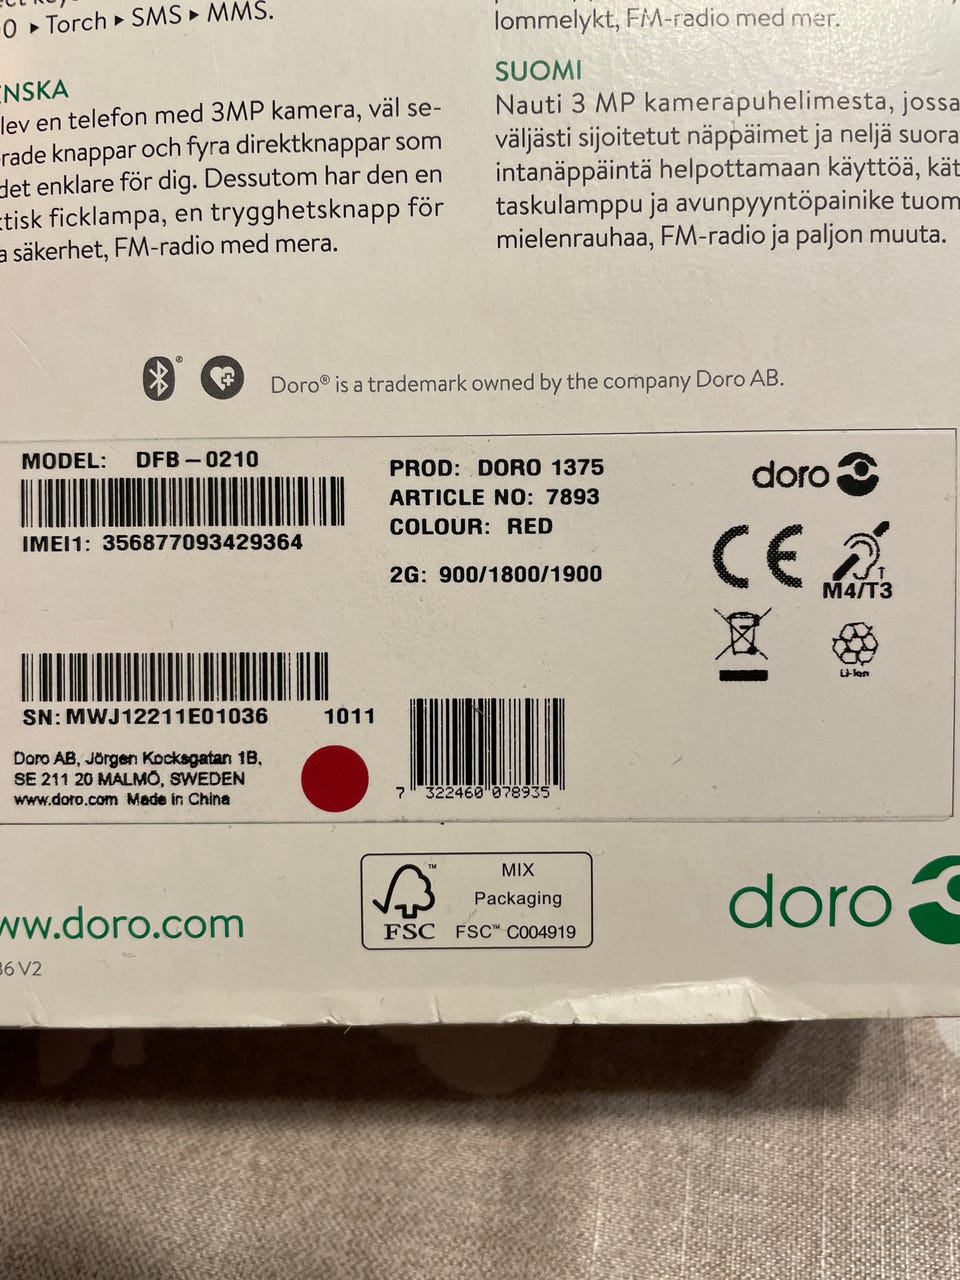 0 ▸ Torch ▸ SMS ▸ MMS.
ENSKA
lev en telefon med 3MP kamera, väl se-
rade knappar och fyra direktknappar som
det enklare för dig. Dessutom har den en
ktisk ficklampa, en trygghetsknapp för
a säkerhet, FM-radio med mera.
lommelykt, FM-radio med mer.
SUOMI
Nauti 3 MP kamerapuhelimesta, jossa
väljästi sijoitetut näppäimet ja neljä suora
intanäppäintä helpottamaan käyttöä, kät
taskulamppu ja avunpyyntöpainike tuom
mielenrauhaa, FM-radio ja paljon muuta.
Doro® is a trademark owned by the company Doro AB.
MODEL: DFB-0210
IMEI1: 356877093429364
PROD: DORO 1375
ARTICLE NO: 7893
COLOUR: RED
2G: 900/1800/1900
doro
CE
M4/T3
Li-Ion
SN: MWJ12211E01036 1011
7 322460 078935
Doro AB, Jörgen Kocksgatan 1B,
SE 211 20 MALMÖ, SWEDEN
www.doro.com Made in China
MIX
Packaging
FSC™ C004919
FSC
ww.doro.com
doro
36 V2